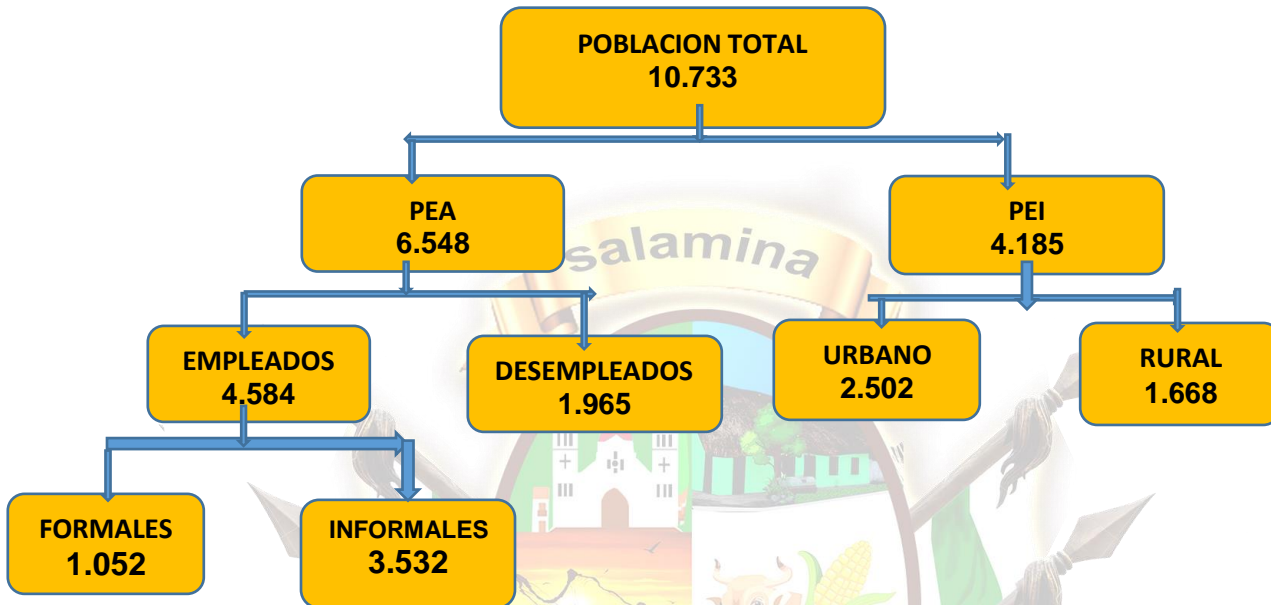 POBLACION TOTAL
10.733
PEA
6.548
PEI
4.185
salamina
EMPLEADOS
4.584
DESEMPLEADOS
1.965
URBANO
2.502
RURAL
1.668
FORMALES
1.052
INFORMALES
3.532